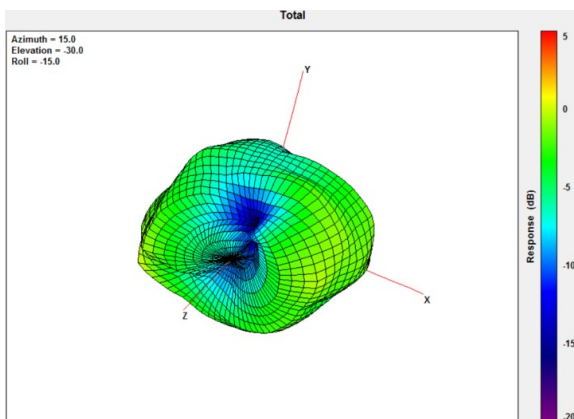 Total
Azimuth = 15.0
Elevation = -30.0
Roll = -15.0
Y
X
Z
5
0
-5
-10
-15
-20
Response (dB)